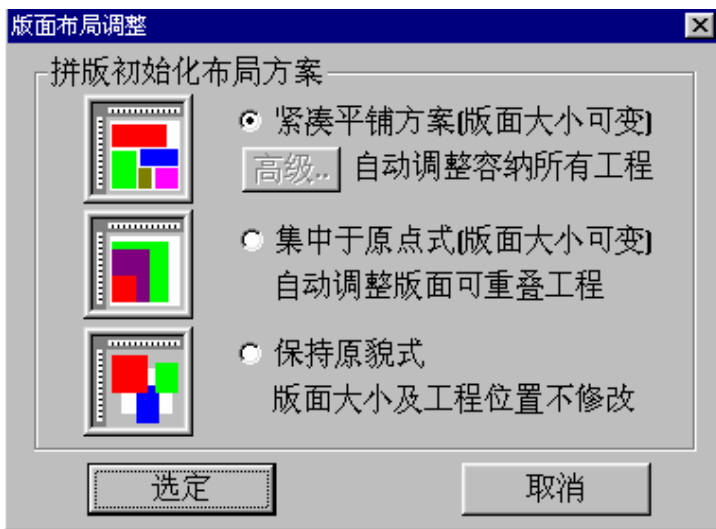 版面布局调整
拼版初始化布局方案
紧凑平铺方案(版面大小可变)
高级.. 自动调整容纳所有工程
集中于原点式(版面大小可变)
自动调整版面可重叠工程
保持原貌式
版面大小及工程位置不修改
选定 取消